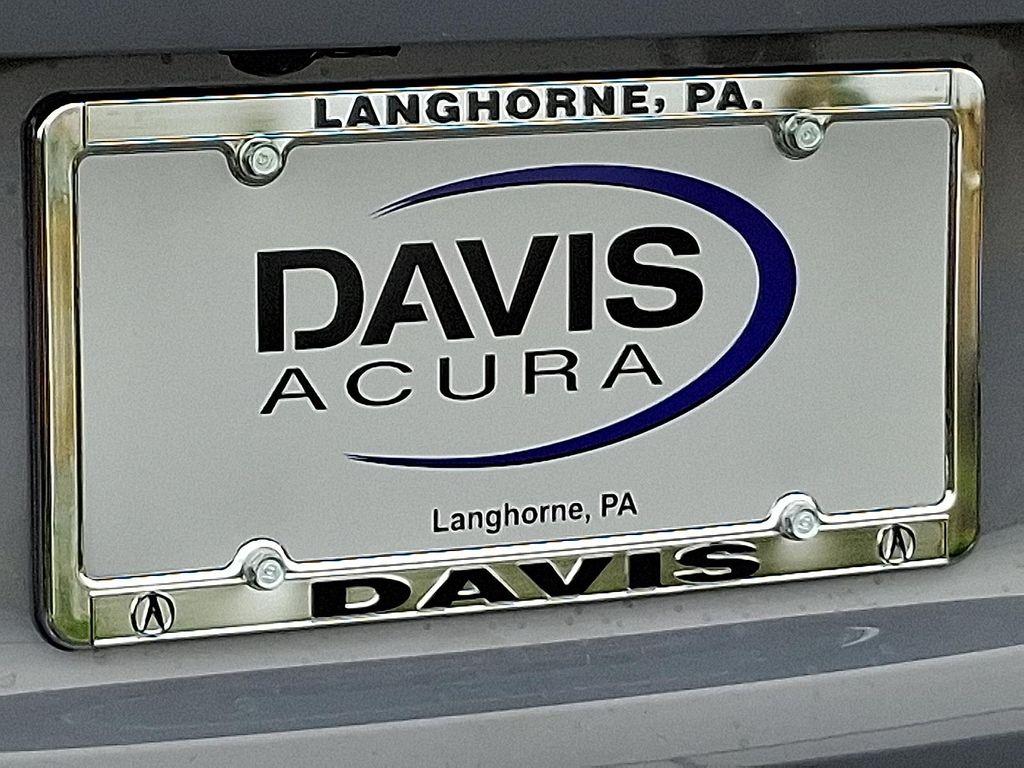 LANGHORNE, PA.
DAVIS
ACURA
Langhorne, PA
DAVIS